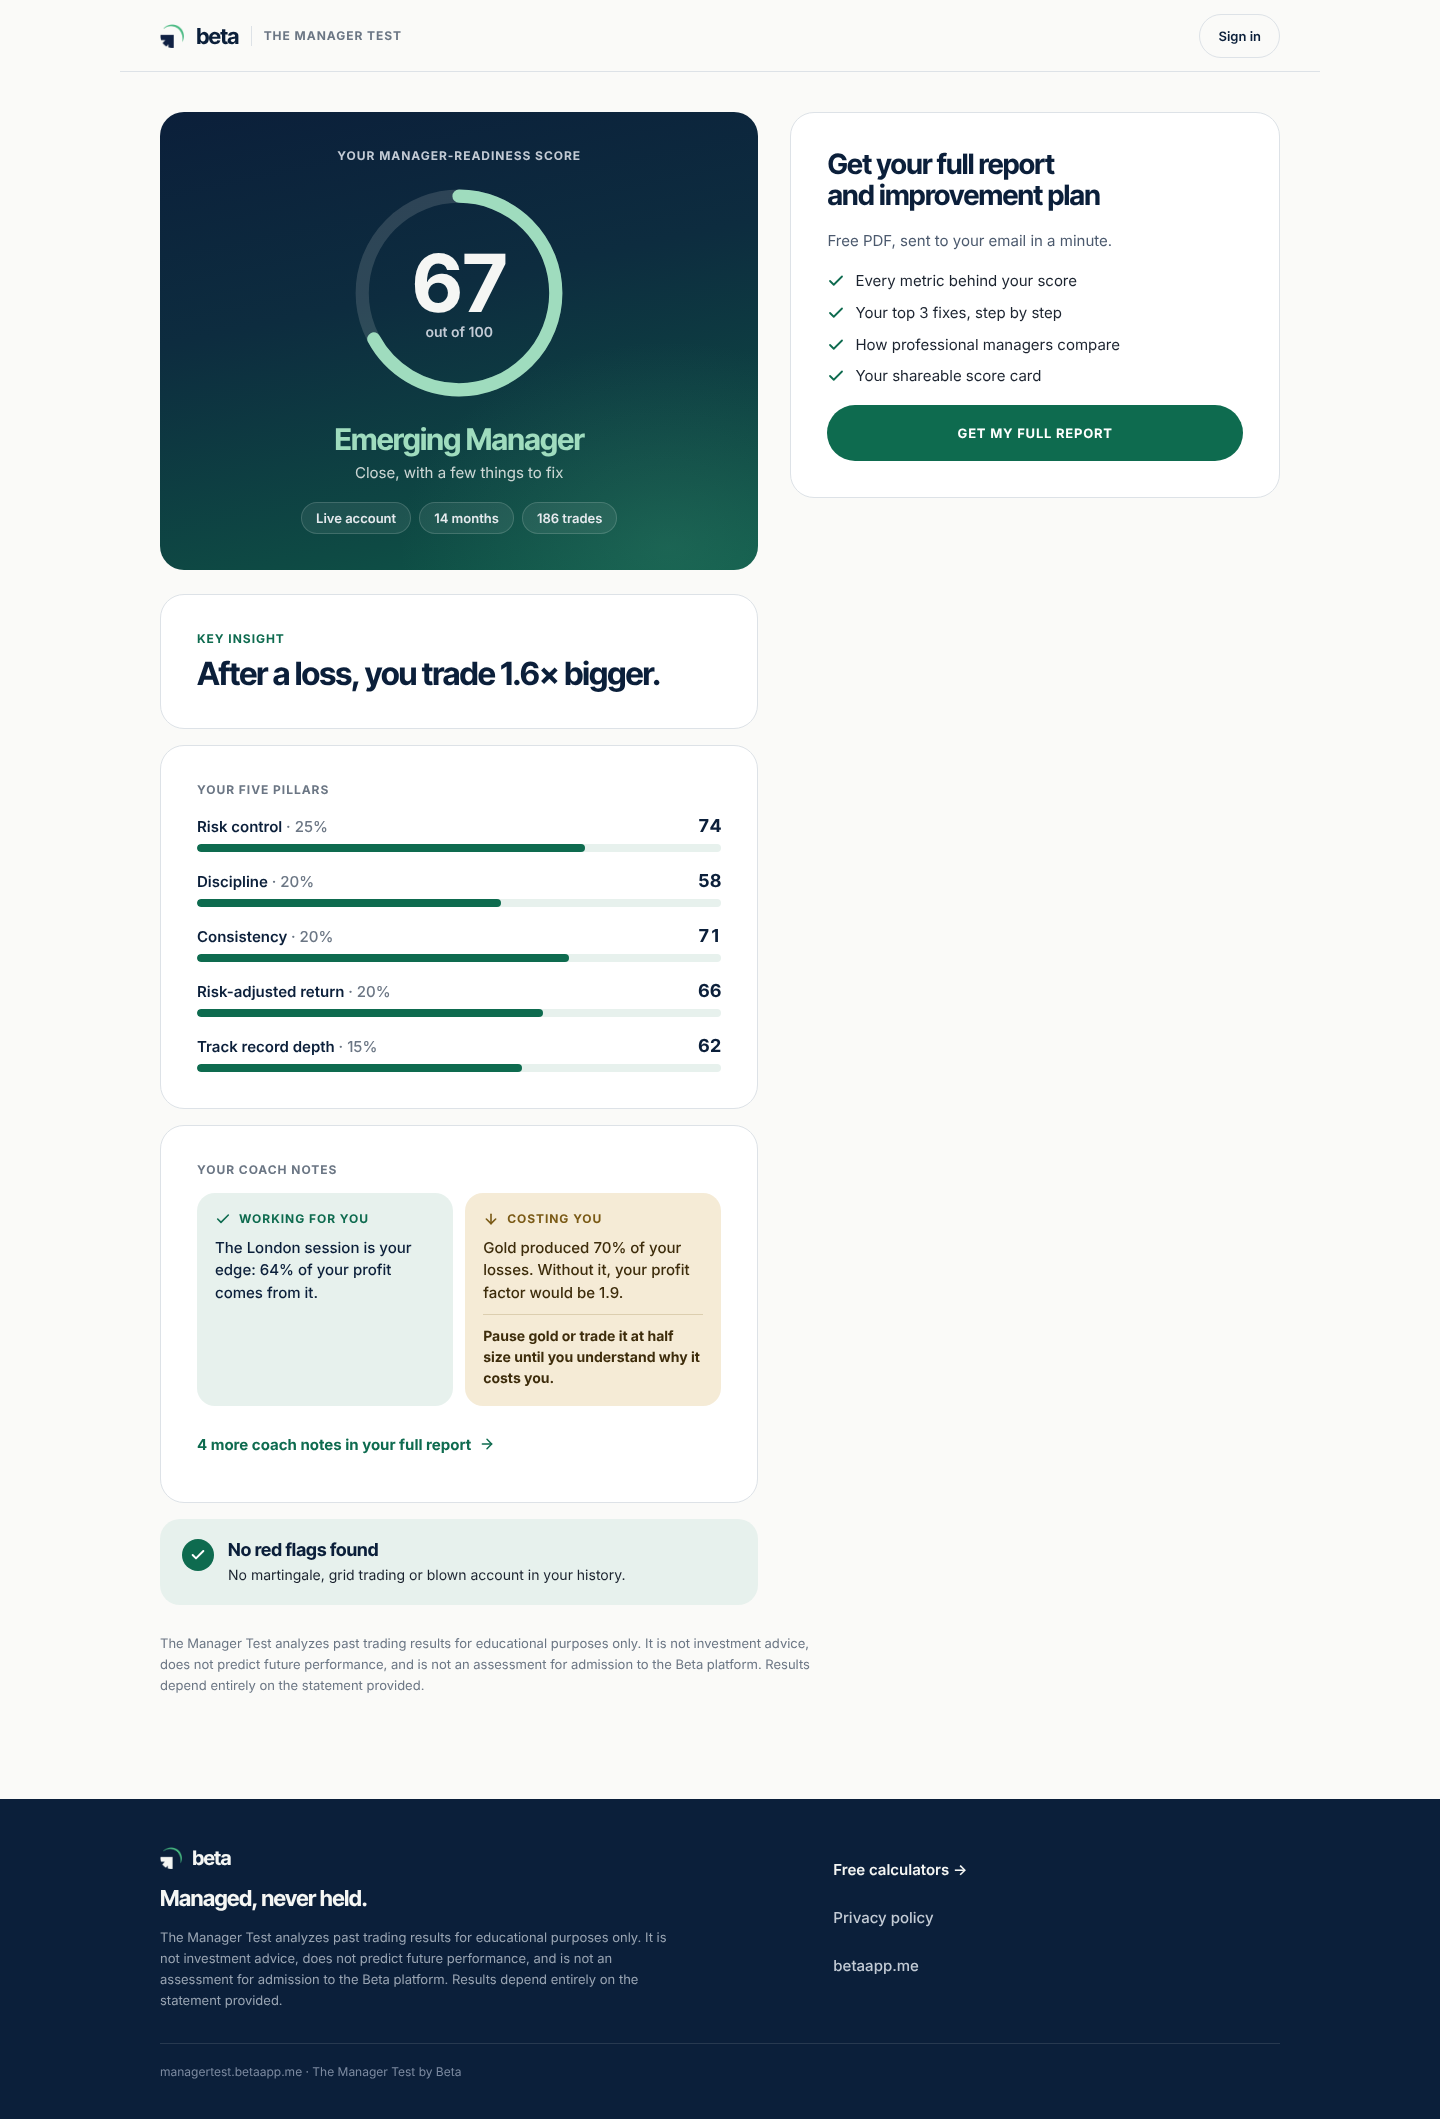 beta
THE MANAGER TEST
Sign in
YOUR MANAGER-READINESS SCORE
67
out of 100
Emerging Manager
Close, with a few things to fix
Live account
14 months
186 trades
Get your full report
and improvement plan
Free PDF, sent to your email in a minute.
Every metric behind your score
Your top 3 fixes, step by step
How professional managers compare
Your shareable score card
GET MY FULL REPORT
KEY INSIGHT
After a loss, you trade 1.6× bigger.
YOUR FIVE PILLARS
Risk control · 25% 74
Discipline · 20% 58
Consistency · 20% 71
Risk-adjusted return · 20% 66
Track record depth · 15% 62
YOUR COACH NOTES
WORKING FOR YOU
The London session is your
edge: 64% of your profit
comes from it.
COSTING YOU
Gold produced 70% of your
losses. Without it, your profit
factor would be 1.9.
Pause gold or trade it at half
size until you understand why it
costs you.
4 more coach notes in your full report →
No red flags found
No martingale, grid trading or blown account in your history.
The Manager Test analyzes past trading results for educational purposes only. It is not investment advice,
does not predict future performance, and is not an assessment for admission to the Beta platform. Results
depend entirely on the statement provided.
beta
Managed, never held.
The Manager Test analyzes past trading results for educational purposes only. It is
not investment advice, does not predict future performance, and is not an
assessment for admission to the Beta platform. Results depend entirely on the
statement provided.
Free calculators →
Privacy policy
betaapp.me
managertest.betaapp.me · The Manager Test by Beta